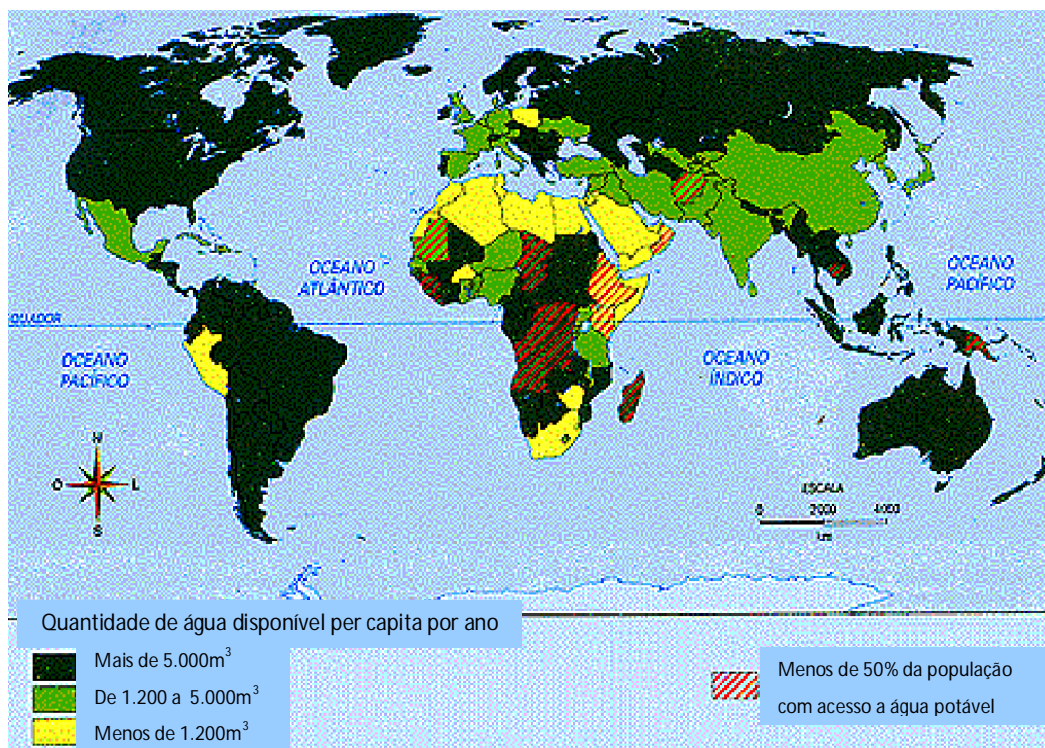 OCEANO
ATLÂNTICO
OCEANO
PACÍFICO
EQUADOR
OCEANO
PACÍFICO
OCEANO
ÍNDICO
N
O
L
S
ESCALA
0 2000 4000
km
Quantidade de água disponível per capita por ano
Mais de 5.000m³
De 1.200 a 5.000m³
Menos de 1.200m³
Menos de 50% da população
com acesso a água potável